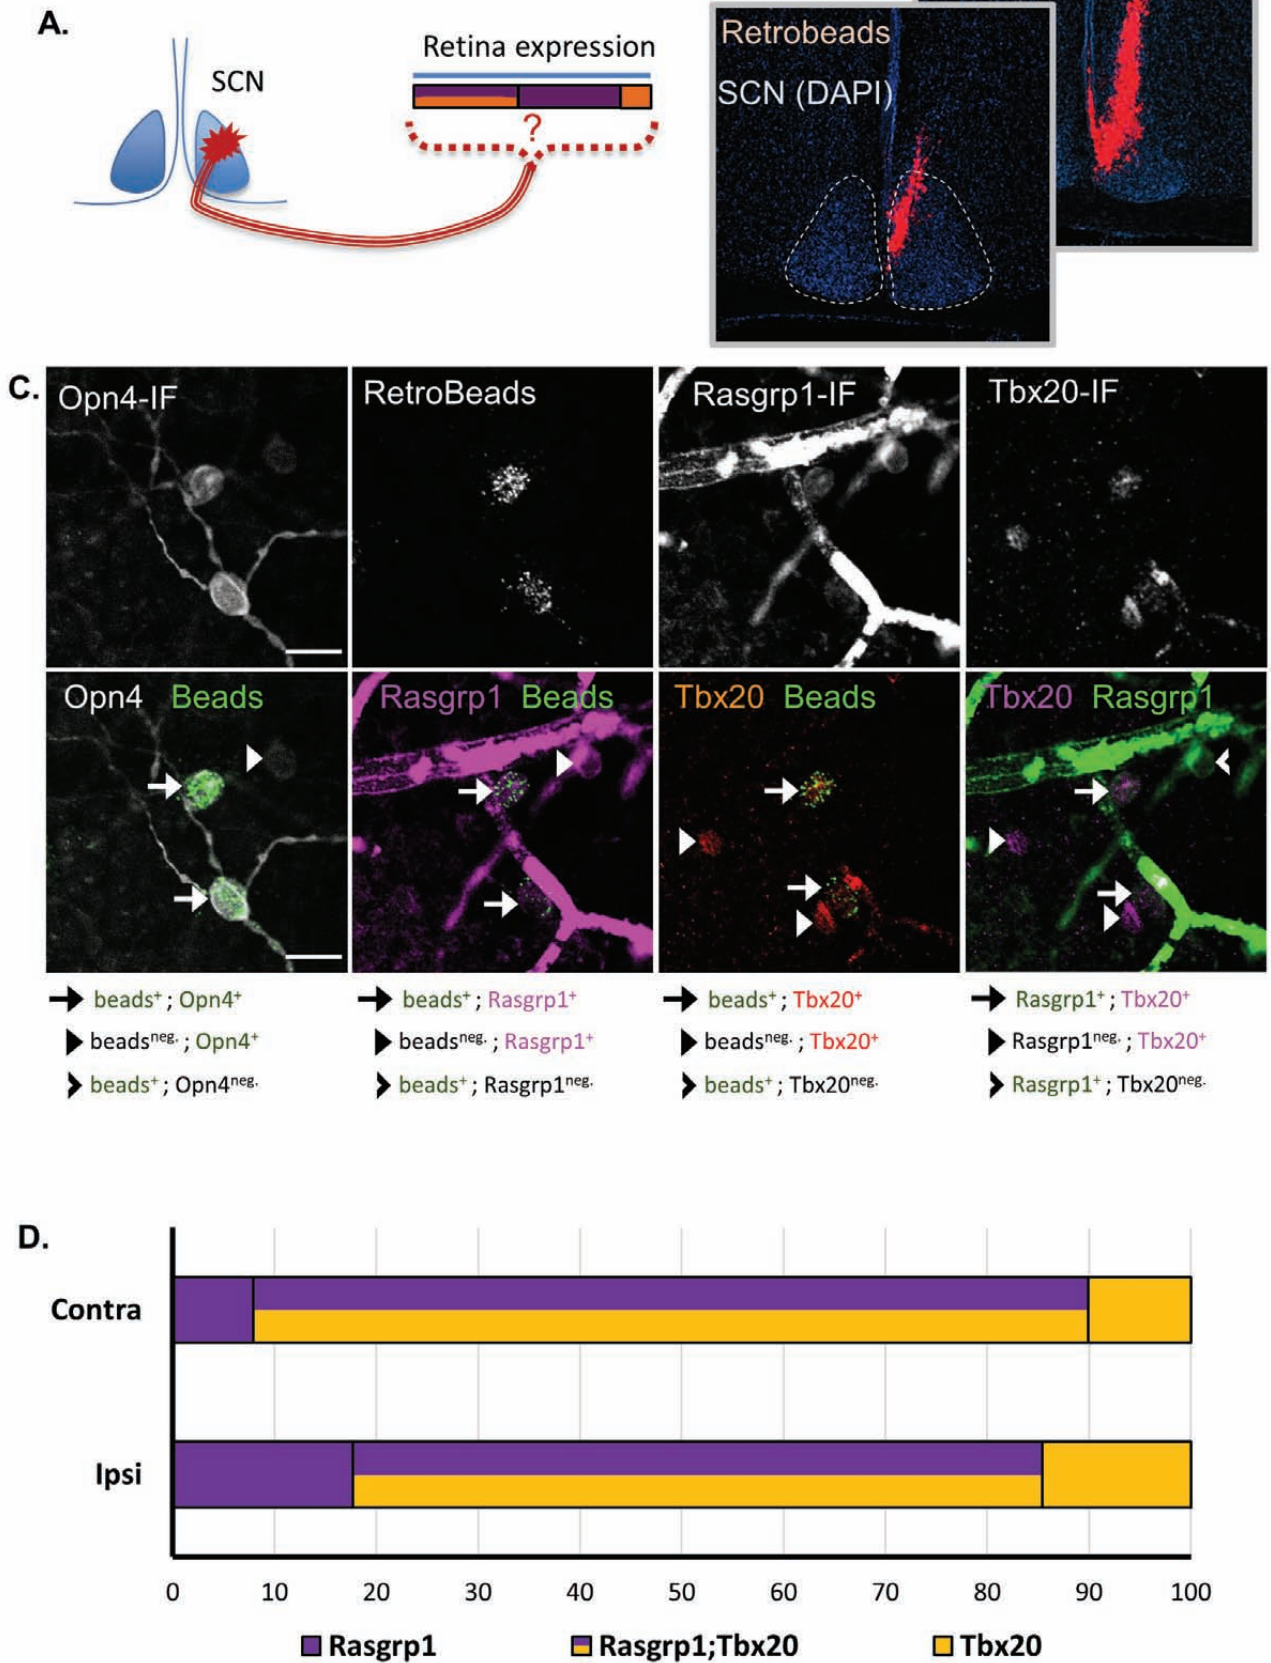 A.
SCN
Retina expression
?
Retrobeads
SCN (DAPI)
C.
Opn4-IF
RetroBeads
Rasgrp1-IF
Tbx20-IF
Opn4 Beads
Rasgrp1 Beads
Tbx20 Beads
Tbx20 Rasgrp1
beads⁺ ; Opn4⁺
beadsⁿᵉᵍ· ; Opn4⁺
beads⁺ ; Opn4ⁿᵉᵍ·
beads⁺ ; Rasgrp1⁺
beadsⁿᵉᵍ· ; Rasgrp1⁺
beads⁺ ; Rasgrp1ⁿᵉᵍ·
beads⁺ ; Tbx20⁺
beadsⁿᵉᵍ· ; Tbx20⁺
beads⁺ ; Tbx20ⁿᵉᵍ·
Rasgrp1⁺ ; Tbx20⁺
Rasgrp1ⁿᵉᵍ· ; Tbx20⁺
Rasgrp1⁺ ; Tbx20ⁿᵉᵍ·
D.
Contra
Ipsi
0 10 20 30 40 50 60 70 80 90 100
Rasgrp1 Rasgrp1;Tbx20 Tbx20